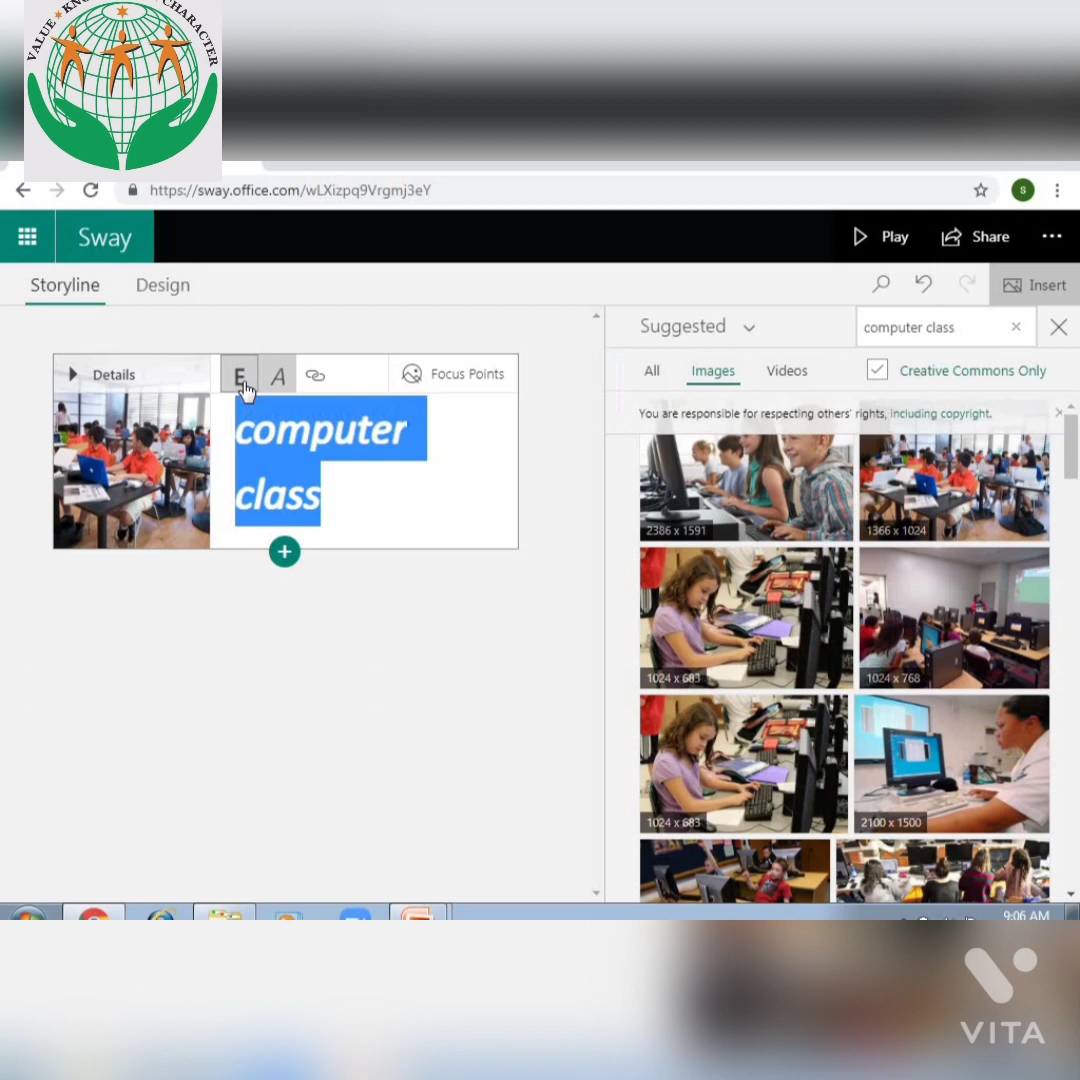 VALUE
CHARACTER
https://sway.office.com/wLXizpq9Vrgmj3eY
S
Sway
Play
Share
Storyline
Design
Insert
Suggested
computer class
Details
E
A
Focus Points
All
Images
Videos
Creative Commons Only
You are responsible for respecting others' rights, including copyright.
computer
class
2386 x 1591
1366 x 1024
1024 x 683
1024 x 768
1024 x 683
2100 x 1500
9:06 AM
VITA